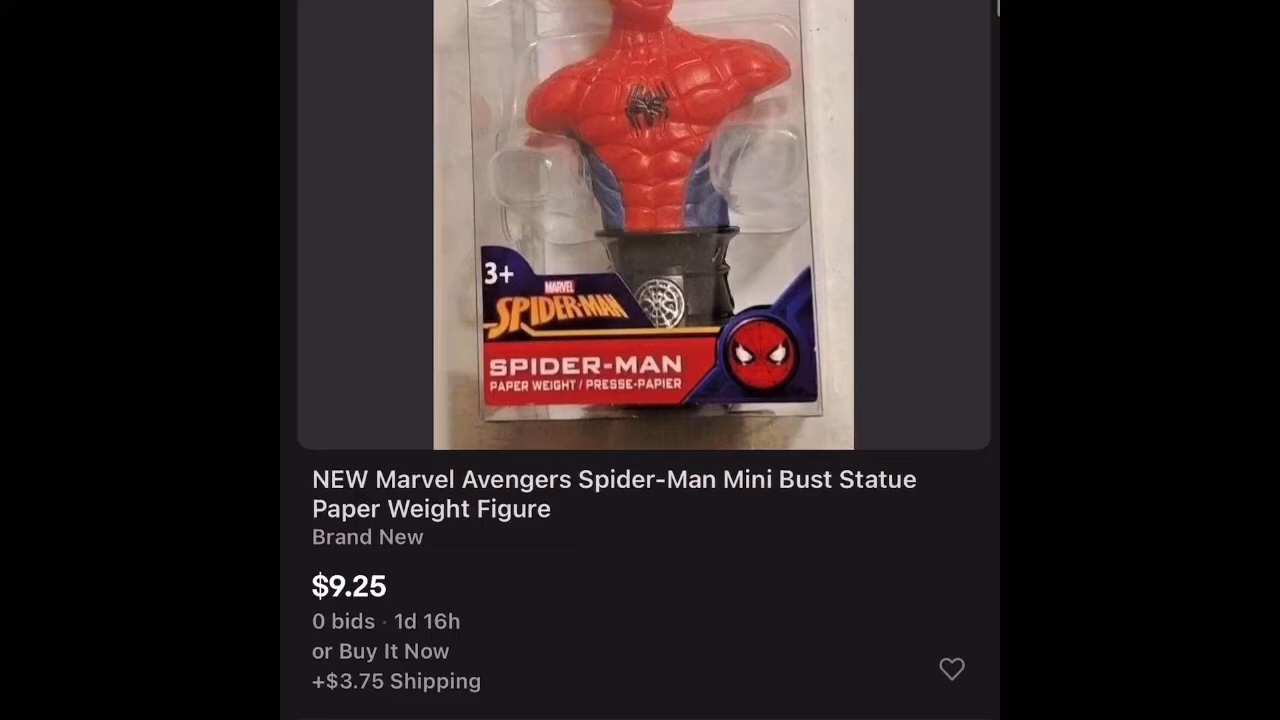 3+
MARVEL
SPIDER-MAN
SPIDER-MAN
PAPER WEIGHT / PRESSE-PAPIER
NEW Marvel Avengers Spider-Man Mini Bust Statue
Paper Weight Figure
Brand New
$9.25
0 bids · 1d 16h
or Buy It Now
+$3.75 Shipping